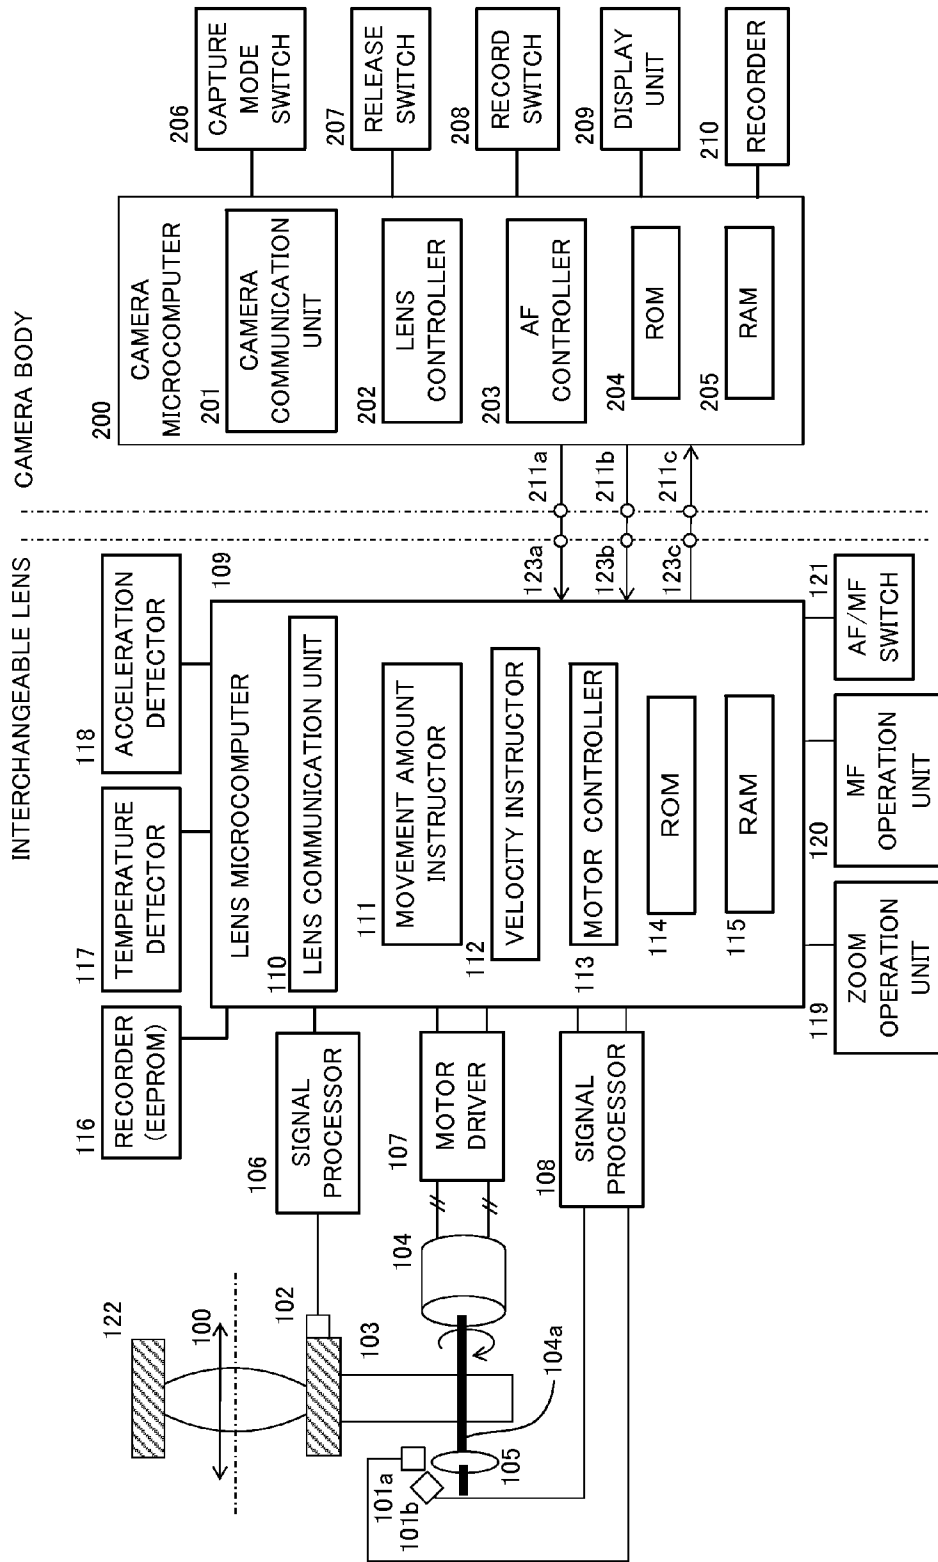 INTERCHANGEABLE LENS
CAMERA BODY
116
RECORDER
(EEPROM)
117
TEMPERATURE
DETECTOR
118
ACCELERATION
DETECTOR
122
100
102
103
106
SIGNAL
PROCESSOR
104
104a
107
MOTOR
DRIVER
101a
101b
105
108
SIGNAL
PROCESSOR
109
LENS MICROCOMPUTER
110
LENS COMMUNICATION UNIT
111
MOVEMENT AMOUNT
INSTRUCTOR
112
VELOCITY INSTRUCTOR
113
MOTOR CONTROLLER
114
ROM
115
RAM
119
ZOOM
OPERATION
UNIT
120
MF
OPERATION
UNIT
121
AF/MF
SWITCH
123a
211a
123b
211b
123c
211c
200
CAMERA
MICROCOMPUTER
201
CAMERA
COMMUNICATION
UNIT
202
LENS
CONTROLLER
203
AF
CONTROLLER
204
ROM
205
RAM
206
CAPTURE
MODE
SWITCH
207
RELEASE
SWITCH
208
RECORD
SWITCH
209
DISPLAY
UNIT
210
RECORDER